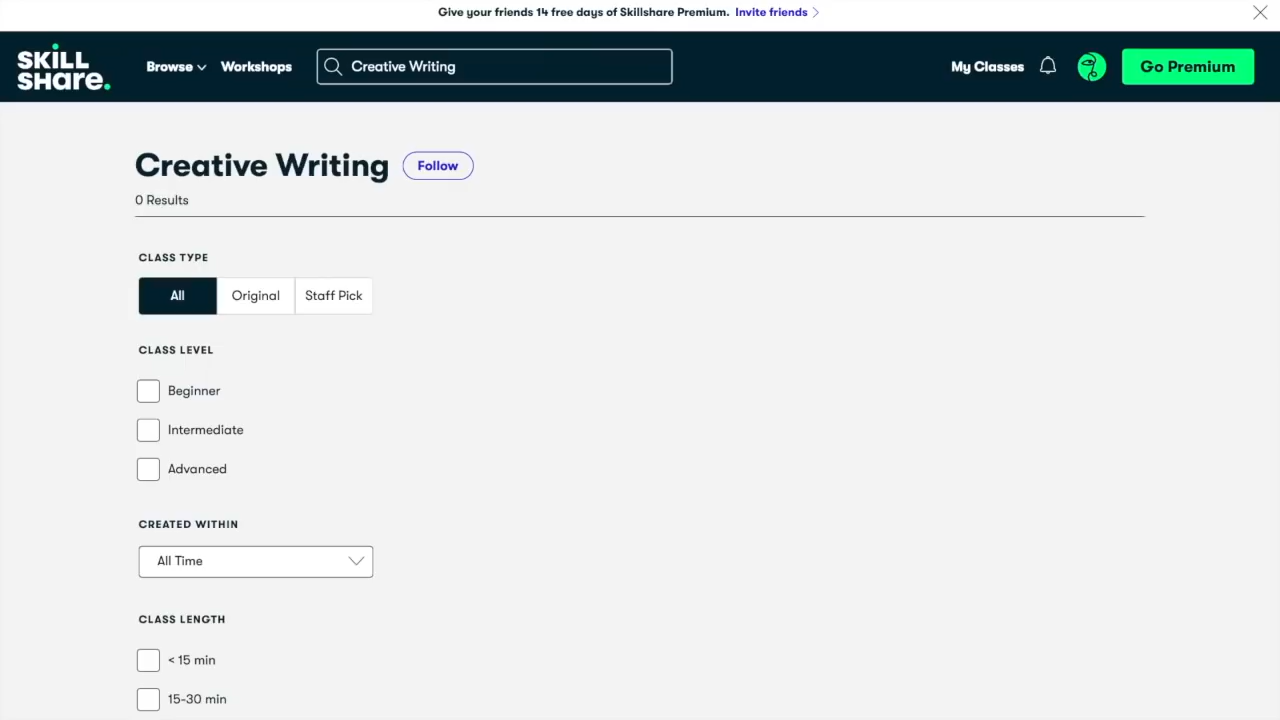 Give your friends 14 free days of Skillshare Premium. Invite friends
SKiLL
SHare.
Browse
Workshops
Creative Writing
My Classes
Go Premium
Creative Writing
Follow
0 Results
CLASS TYPE
All
Original
Staff Pick
CLASS LEVEL
Beginner
Intermediate
Advanced
CREATED WITHIN
All Time
CLASS LENGTH
< 15 min
15-30 min